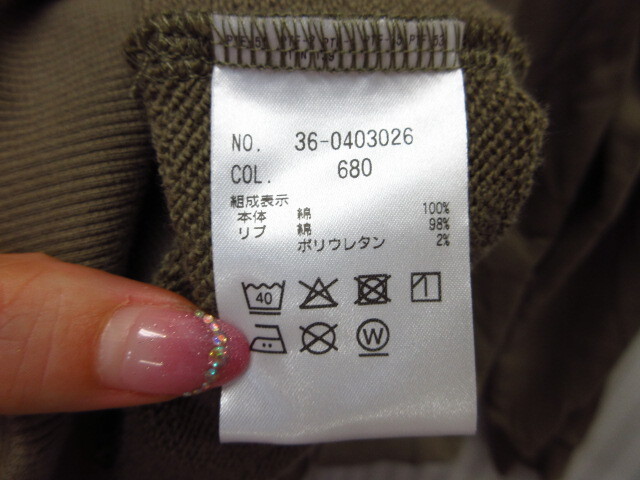 NO. 36-0403026
COL. 680
組成表示
本体 綿 100%
リブ 綿 98%
ポリウレタン 2%
40
W